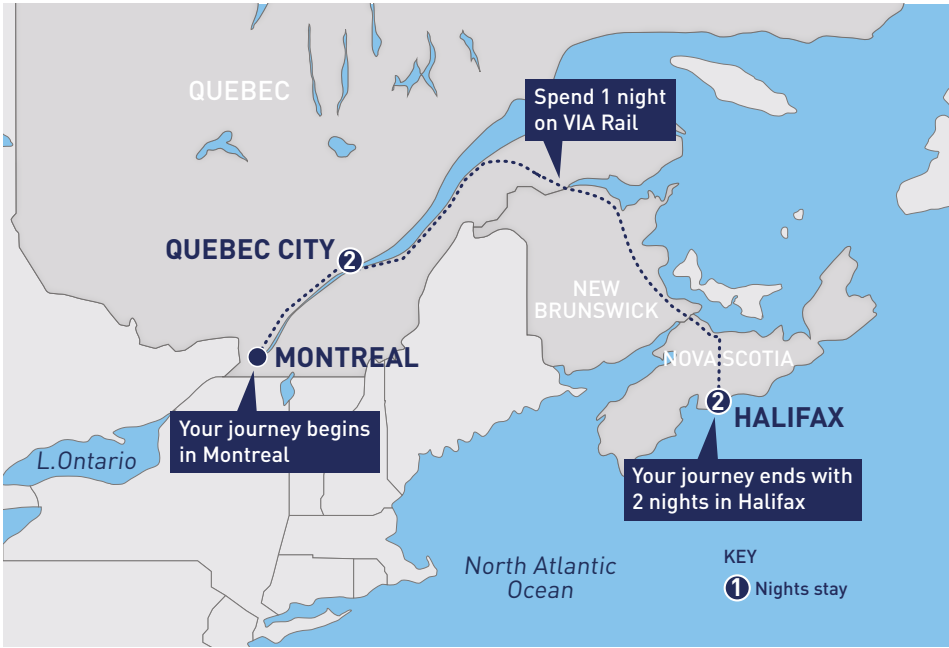 QUEBEC
Spend 1 night
on VIA Rail
QUEBEC CITY
2
NEW
BRUNSWICK
NOVA SCOTIA
MONTREAL
2
HALIFAX
Your journey begins
in Montreal
L.Ontario
Your journey ends with
2 nights in Halifax
North Atlantic
Ocean
KEY
1 Nights stay